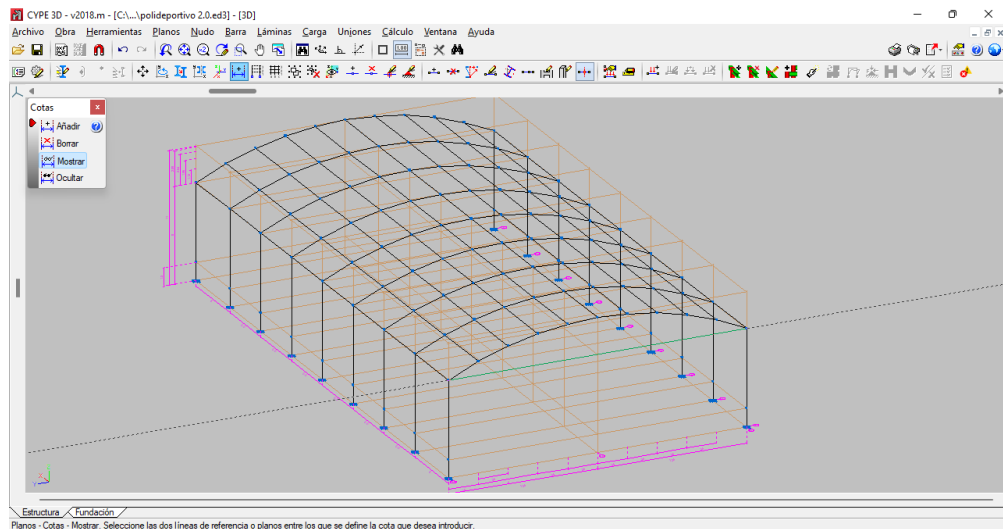 CYPE 3D - v2018.m - [C:\...\polideportivo 2.0.ed3] - [3D]
Archivo Obra Herramientas Planos Nudo Barra Láminas Carga Uniones Cálculo Ventana Ayuda
Cotas
Añadir
Borrar
Mostrar
Ocultar
Estructura Fundación
Planos - Cotas - Mostrar. Seleccione las dos líneas de referencia o planos entre los que se define la cota que desea introducir.